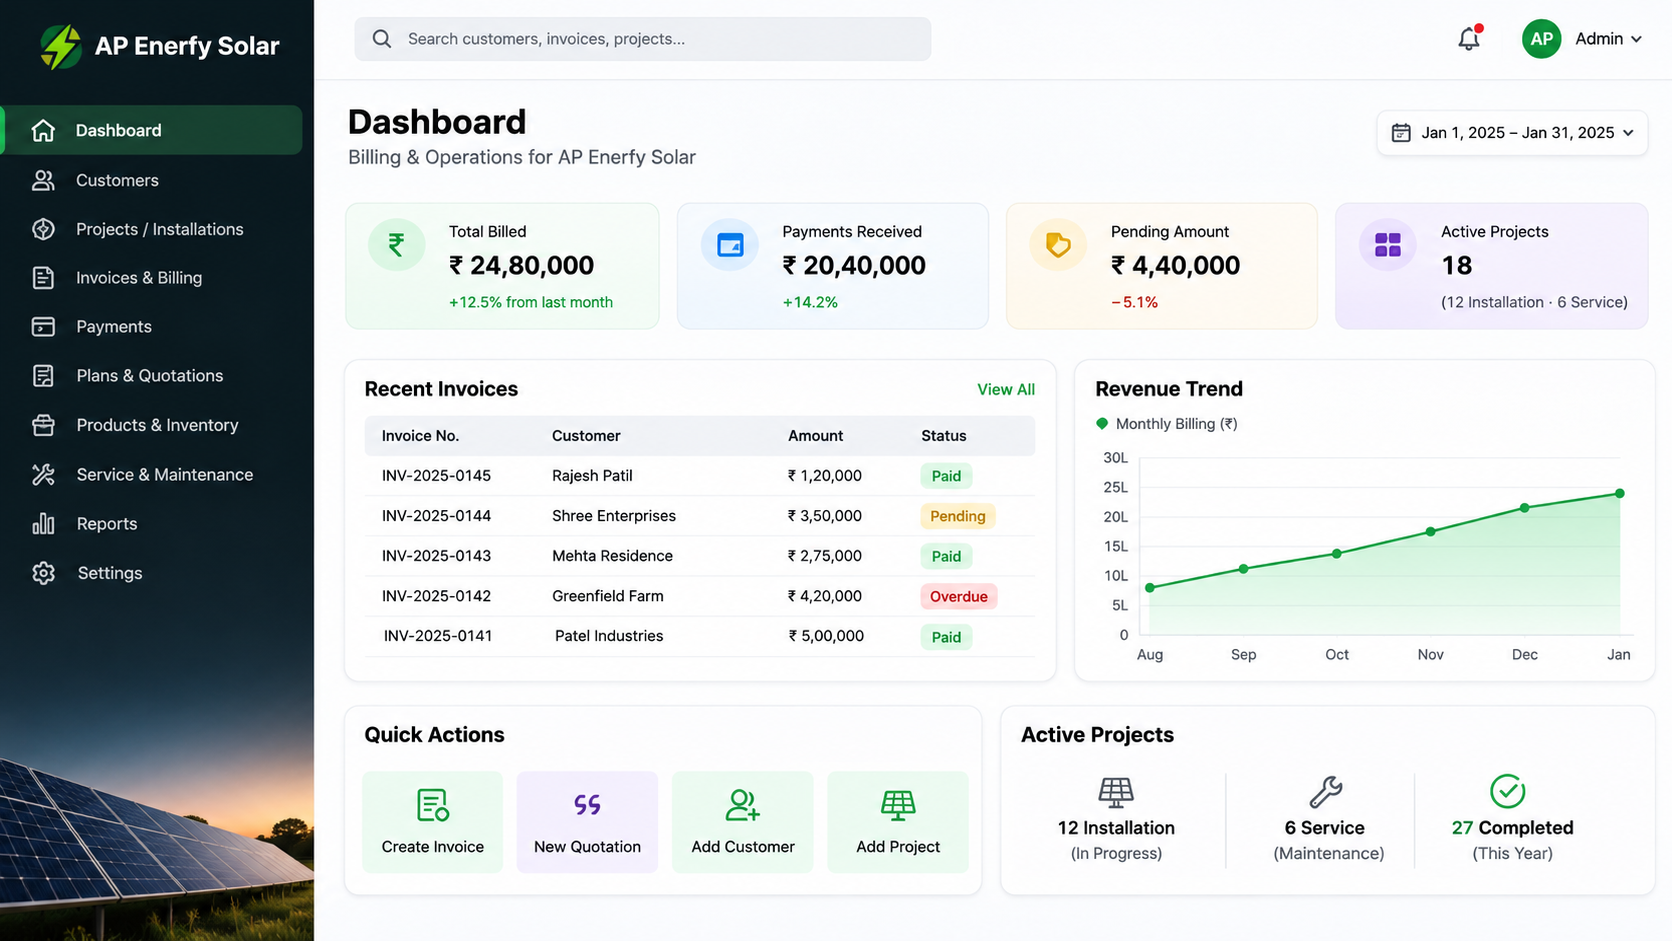 AP Enerfy Solar
Dashboard
Customers
Projects / Installations
Invoices & Billing
Payments
Plans & Quotations
Products & Inventory
Service & Maintenance
Reports
Settings
Search customers, invoices, projects...
AP Admin
Dashboard
Billing & Operations for AP Enerfy Solar
Jan 1, 2025 – Jan 31, 2025
Total Billed
₹ 24,80,000
+12.5% from last month
Payments Received
₹ 20,40,000
+14.2%
Pending Amount
₹ 4,40,000
−5.1%
Active Projects
18
(12 Installation · 6 Service)
Recent Invoices View All
Invoice No. Customer Amount Status
INV-2025-0145 Rajesh Patil ₹ 1,20,000 Paid
INV-2025-0144 Shree Enterprises ₹ 3,50,000 Pending
INV-2025-0143 Mehta Residence ₹ 2,75,000 Paid
INV-2025-0142 Greenfield Farm ₹ 4,20,000 Overdue
INV-2025-0141 Patel Industries ₹ 5,00,000 Paid
Revenue Trend
Monthly Billing (₹)
30L
25L
20L
15L
10L
5L
0
Aug Sep Oct Nov Dec Jan
Quick Actions
Create Invoice
New Quotation
Add Customer
Add Project
Active Projects
12 Installation
(In Progress)
6 Service
(Maintenance)
27 Completed
(This Year)